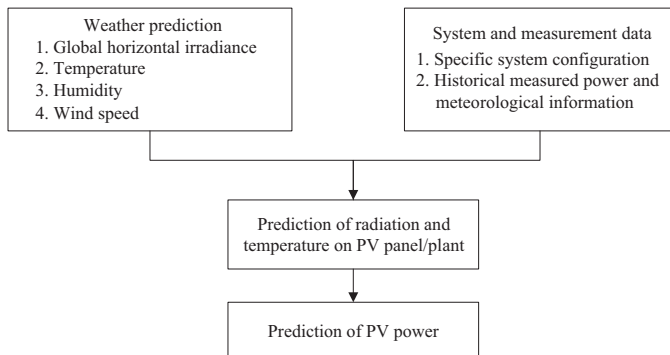 Weather prediction
1. Global horizontal irradiance
2. Temperature
3. Humidity
4. Wind speed
System and measurement data
1. Specific system configuration
2. Historical measured power and
meteorological information
Prediction of radiation and
temperature on PV panel/plant
Prediction of PV power